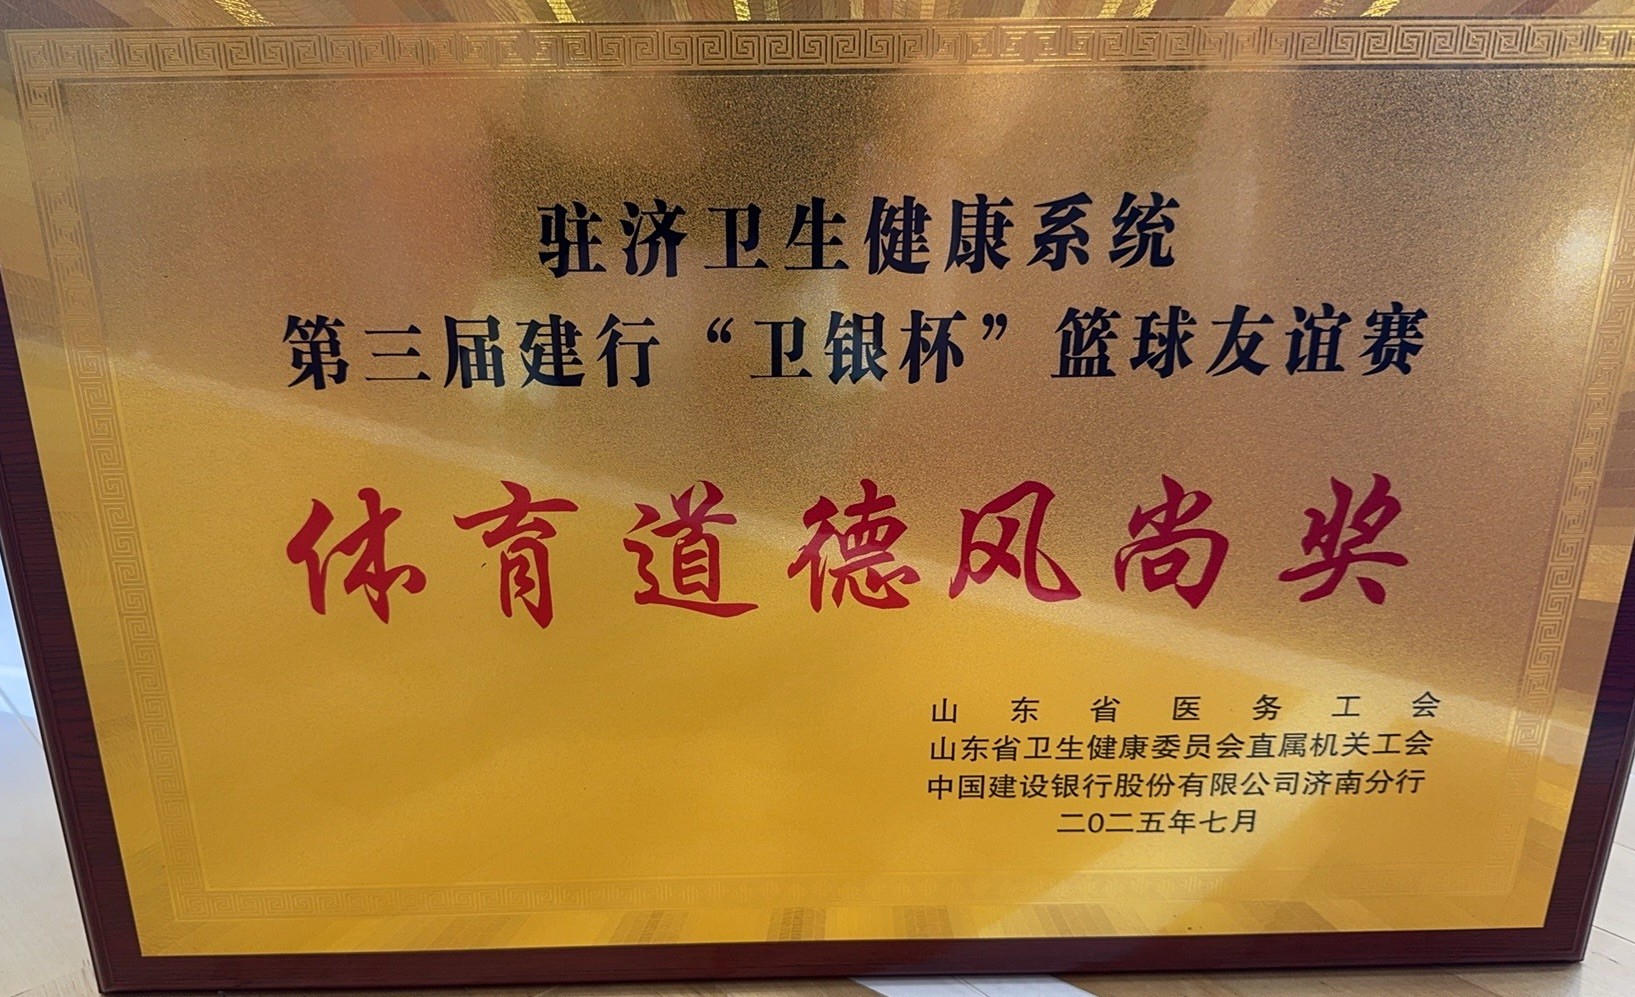 驻济卫生健康系统
第三届建行“卫银杯”篮球友谊赛
体育道德风尚奖
山东省医务工会
山东省卫生健康委员会直属机关工会
中国建设银行股份有限公司济南分行
二〇二五年七月